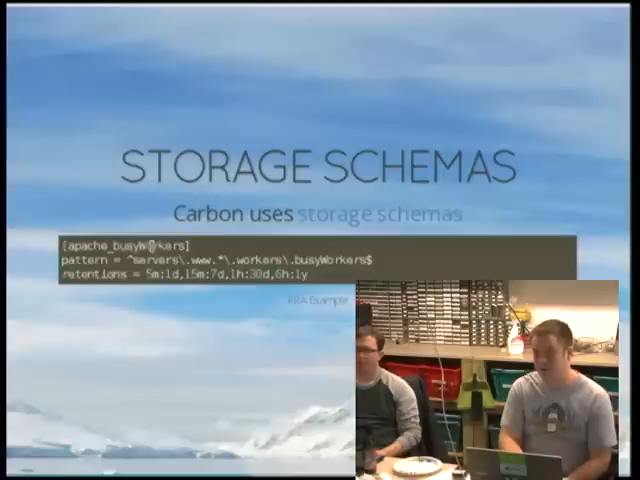 STORAGE SCHEMAS
Carbon uses storage schemas
[apache_busyWorkers]
pattern = ^servers\.www.*\.workers\.busyWorkers$
retentions = 5m:1d,15m:7d,1h:30d,6h:1y
RRA Example